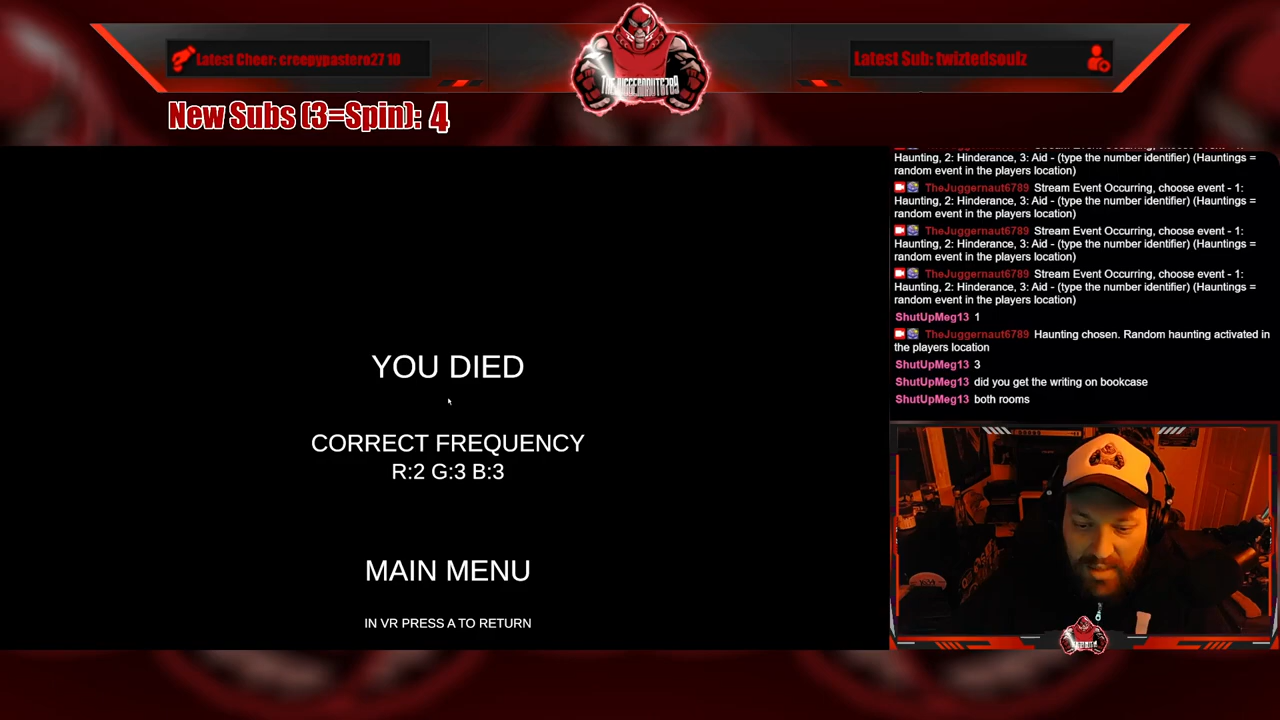 Latest Cheer: creepypastero27 10
THEJUGGERNAUT6789
Latest Sub: twiztedsoulz
New Subs (3=Spin): 4
YOU DIED
CORRECT FREQUENCY
R:2 G:3 B:3
MAIN MENU
IN VR PRESS A TO RETURN
Haunting, 2: Hinderance, 3: Aid - (type the number identifier) (Hauntings =
random event in the players location)
TheJuggernaut6789 Stream Event Occurring, choose event - 1:
Haunting, 2: Hinderance, 3: Aid - (type the number identifier) (Hauntings =
random event in the players location)
TheJuggernaut6789 Stream Event Occurring, choose event - 1:
Haunting, 2: Hinderance, 3: Aid - (type the number identifier) (Hauntings =
random event in the players location)
TheJuggernaut6789 Stream Event Occurring, choose event - 1:
Haunting, 2: Hinderance, 3: Aid - (type the number identifier) (Hauntings =
random event in the players location)
ShutUpMeg13 1
TheJuggernaut6789 Haunting chosen. Random haunting activated in
the players location
ShutUpMeg13 3
ShutUpMeg13 did you get the writing on bookcase
ShutUpMeg13 both rooms